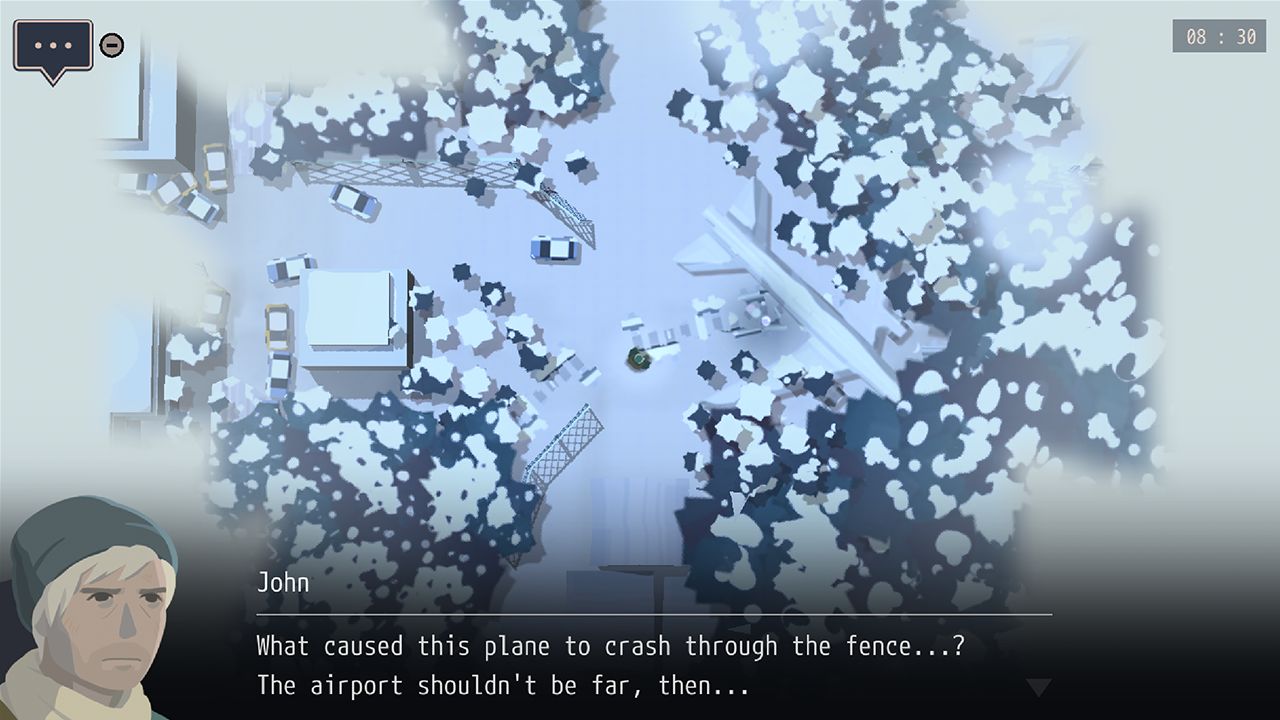 08 : 30
John
What caused this plane to crash through the fence...?
The airport shouldn't be far, then...